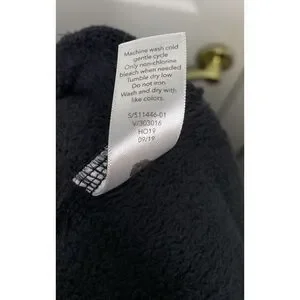 Machine wash cold
gentle cycle
Only non-chlorine
bleach when needed
Tumble dry low
Do not iron
Wash and dry with
like colors.
S/511446-01
V/303016
HO19
09/19